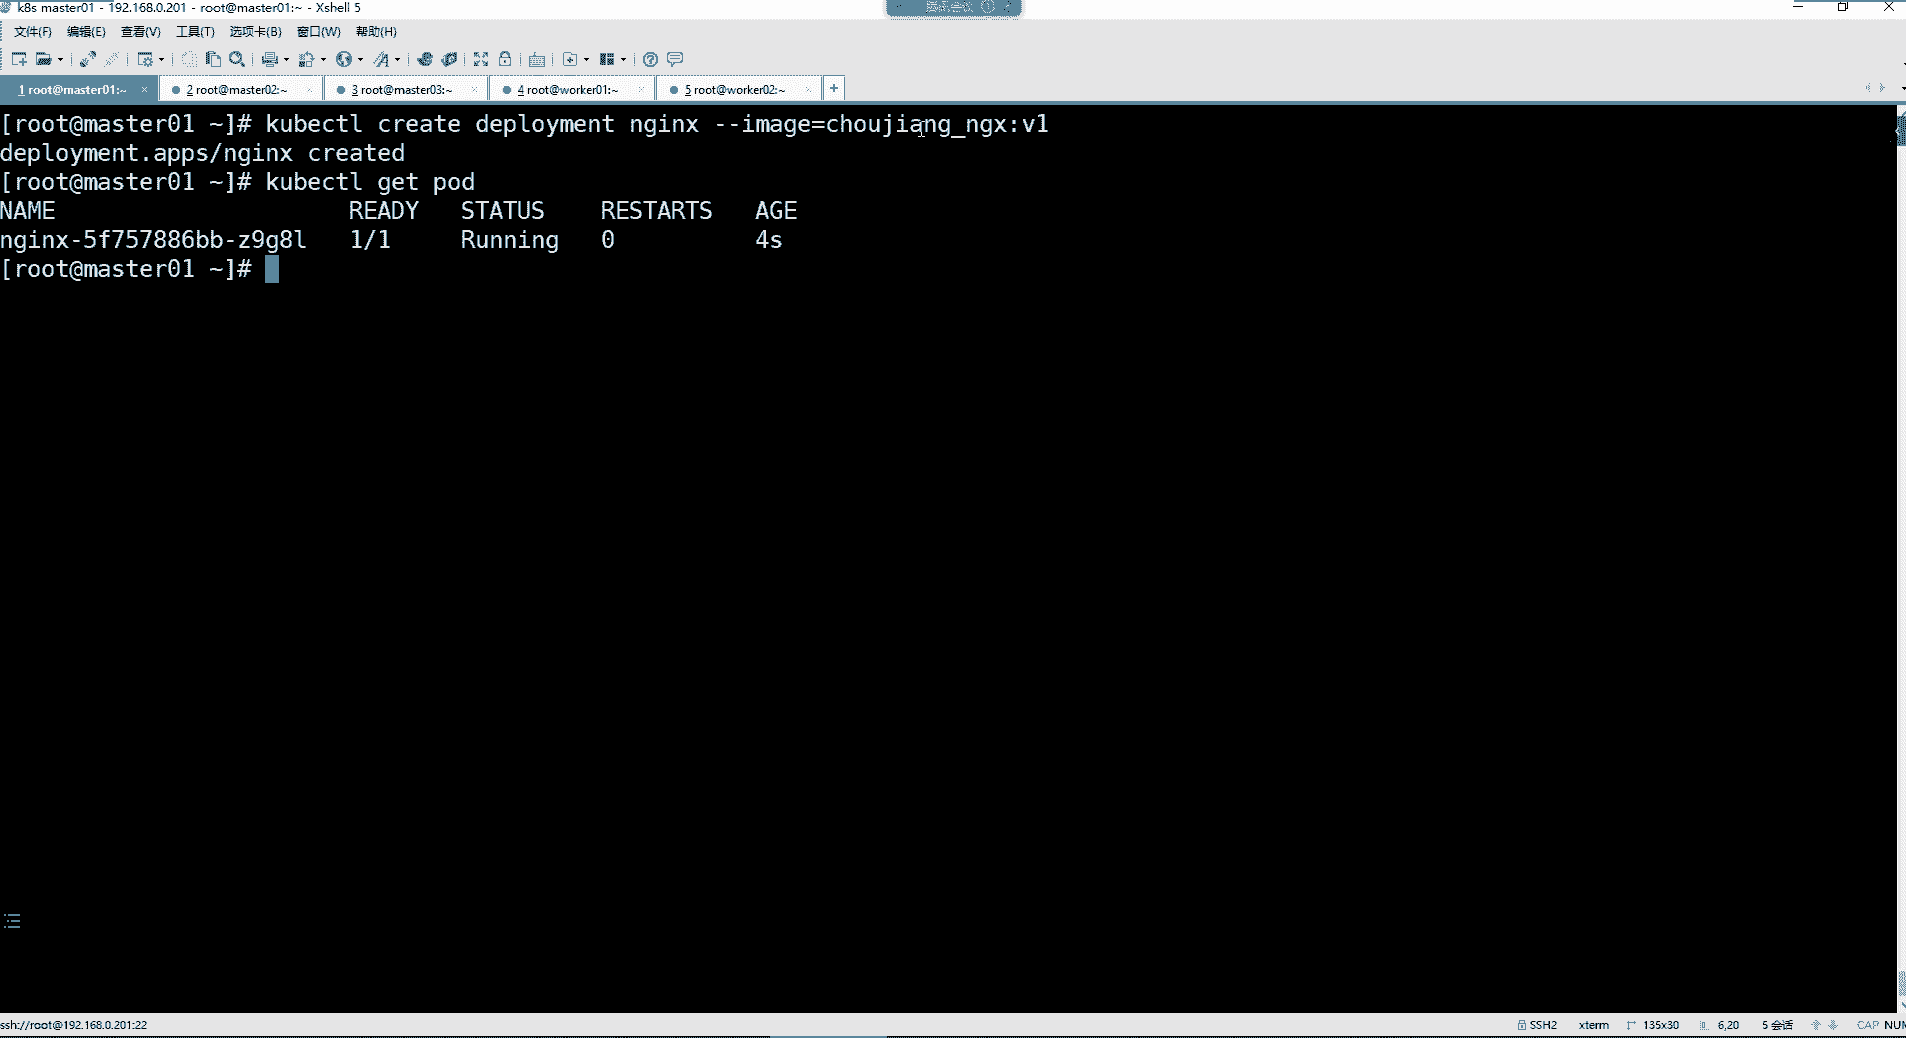 k8s master01 - 192.168.0.201 - root@master01:~ - Xshell 5
文件(F) 编辑(E) 查看(V) 工具(T) 选项卡(B) 窗口(W) 帮助(H)
1 root@master01:~ 2 root@master02:~ 3 root@master03:~ 4 root@worker01:~ 5 root@worker02:~
[root@master01 ~]# kubectl create deployment nginx --image=choujiang_ngx:v1
deployment.apps/nginx created
[root@master01 ~]# kubectl get pod
NAME READY STATUS RESTARTS AGE
nginx-5f757886bb-z9g8l 1/1 Running 0 4s
[root@master01 ~]#
ssh://root@192.168.0.201:22 SSH2 xterm 135x30 6,20 5 会话 CAP NUM